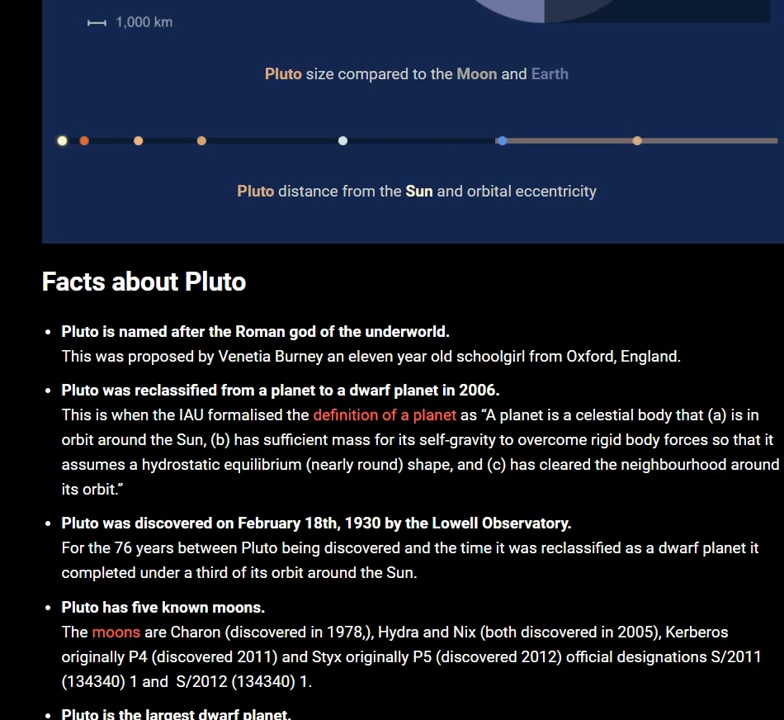 1,000 km
Pluto size compared to the Moon and Earth
Pluto distance from the Sun and orbital eccentricity
Facts about Pluto
• Pluto is named after the Roman god of the underworld.
This was proposed by Venetia Burney an eleven year old schoolgirl from Oxford, England.
• Pluto was reclassified from a planet to a dwarf planet in 2006.
This is when the IAU formalised the definition of a planet as “A planet is a celestial body that (a) is in
orbit around the Sun, (b) has sufficient mass for its self-gravity to overcome rigid body forces so that it
assumes a hydrostatic equilibrium (nearly round) shape, and (c) has cleared the neighbourhood around
its orbit.”
• Pluto was discovered on February 18th, 1930 by the Lowell Observatory.
For the 76 years between Pluto being discovered and the time it was reclassified as a dwarf planet it
completed under a third of its orbit around the Sun.
• Pluto has five known moons.
The moons are Charon (discovered in 1978,), Hydra and Nix (both discovered in 2005), Kerberos
originally P4 (discovered 2011) and Styx originally P5 (discovered 2012) official designations S/2011
(134340) 1 and S/2012 (134340) 1.
• Pluto is the largest dwarf planet.